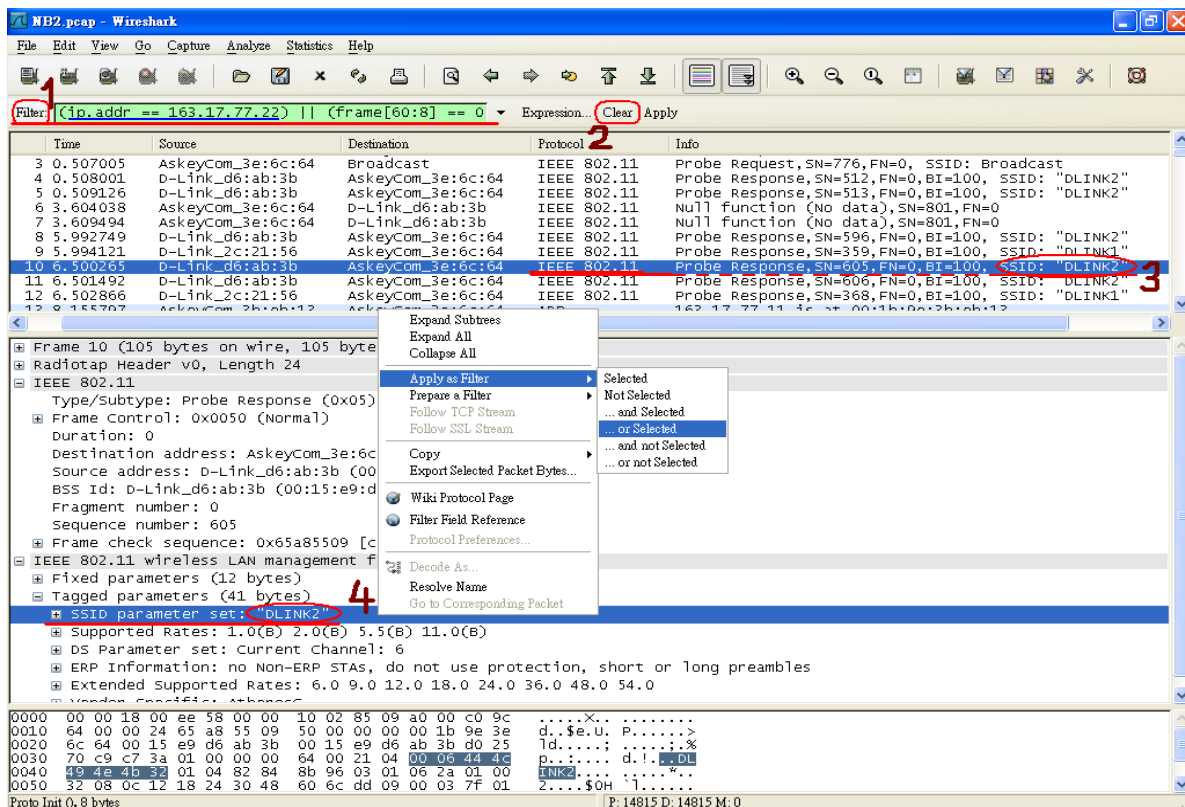 NB2.pcap - Wireshark
File Edit View Go Capture Analyze Statistics Help
1
Filter: (ip.addr == 163.17.77.22) || (frame[60:8] == 0 Expression... Clear Apply
2
Time Source Destination Protocol Info
3 0.507005 AskeyCom_3e:6c:64 Broadcast IEEE 802.11 Probe Request,SN=776,FN=0, SSID: Broadcast
4 0.508001 D-Link_d6:ab:3b AskeyCom_3e:6c:64 IEEE 802.11 Probe Response,SN=512,FN=0,BI=100, SSID: "DLINK2"
5 0.509126 D-Link_d6:ab:3b AskeyCom_3e:6c:64 IEEE 802.11 Probe Response,SN=513,FN=0,BI=100, SSID: "DLINK2"
6 3.604038 AskeyCom_3e:6c:64 D-Link_d6:ab:3b IEEE 802.11 Null function (No data),SN=801,FN=0
7 3.609494 AskeyCom_3e:6c:64 D-Link_d6:ab:3b IEEE 802.11 Null function (No data),SN=801,FN=0
8 5.992749 D-Link_d6:ab:3b AskeyCom_3e:6c:64 IEEE 802.11 Probe Response,SN=596,FN=0,BI=100, SSID: "DLINK2"
9 5.994121 D-Link_2c:21:56 AskeyCom_3e:6c:64 IEEE 802.11 Probe Response,SN=359,FN=0,BI=100, SSID: "DLINK1"
10 6.500265 D-Link_d6:ab:3b AskeyCom_3e:6c:64 IEEE 802.11 Probe Response,SN=605,FN=0,BI=100, SSID: "DLINK2
3
11 6.501492 D-Link_d6:ab:3b AskeyCom_3e:6c:64 IEEE 802.11 Probe Response,SN=606,FN=0,BI=100, SSID: "DLINK2"
12 6.502866 D-Link_2c:21:56 AskeyCom_3e:6c:64 IEEE 802.11 Probe Response,SN=368,FN=0,BI=100, SSID: "DLINK1"
Expand Subtrees
Expand All
Collapse All
Apply as Filter
Prepare a Filter
Follow TCP Stream
Follow SSL Stream
Copy
Export Selected Packet Bytes...
Wiki Protocol Page
Filter Field Reference
Protocol Preferences...
Decode As...
Resolve Name
Go to Corresponding Packet
Selected
Not Selected
... and Selected
... or Selected
... and not Selected
... or not Selected
Frame 10 (105 bytes on wire, 105 byte
Radiotap Header v0, Length 24
IEEE 802.11
Type/Subtype: Probe Response (0x05)
Frame Control: 0x0050 (Normal)
Duration: 0
Destination address: AskeyCom_3e:6c
Source address: D-Link_d6:ab:3b (00
BSS Id: D-Link_d6:ab:3b (00:15:e9:d
Fragment number: 0
Sequence number: 605
Frame check sequence: 0x65a85509 [c
IEEE 802.11 wireless LAN management f
Fixed parameters (12 bytes)
Tagged parameters (41 bytes)
4
SSID parameter set: "DLINK2"
Supported Rates: 1.0(B) 2.0(B) 5.5(B) 11.0(B)
DS Parameter set: Current Channel: 6
ERP Information: no Non-ERP STAs, do not use protection, short or long preambles
Extended Supported Rates: 6.0 9.0 12.0 18.0 24.0 36.0 48.0 54.0
0000 00 00 18 00 ee 58 00 00 10 02 85 09 a0 00 c0 9c .....X.. ........
0010 64 00 00 24 65 a8 55 09 50 00 00 00 00 1b 9e 3e d..$e.U. P......>
0020 6c 64 00 15 e9 d6 ab 3b 00 15 e9 d6 ab 3b d0 25 ld.....; .....;.%
0030 70 c9 c7 3a 01 00 00 00 64 00 21 04 00 06 44 4c p..:.... d.!...DL
0040 49 4e 4b 32 01 04 82 84 8b 96 03 01 06 2a 01 00 INK2.... .....*..
0050 32 08 0c 12 18 24 30 48 60 6c dd 09 00 03 7f 01 2....$0H `l......
Proto Init (), 8 bytes P: 14815 D: 14815 M: 0